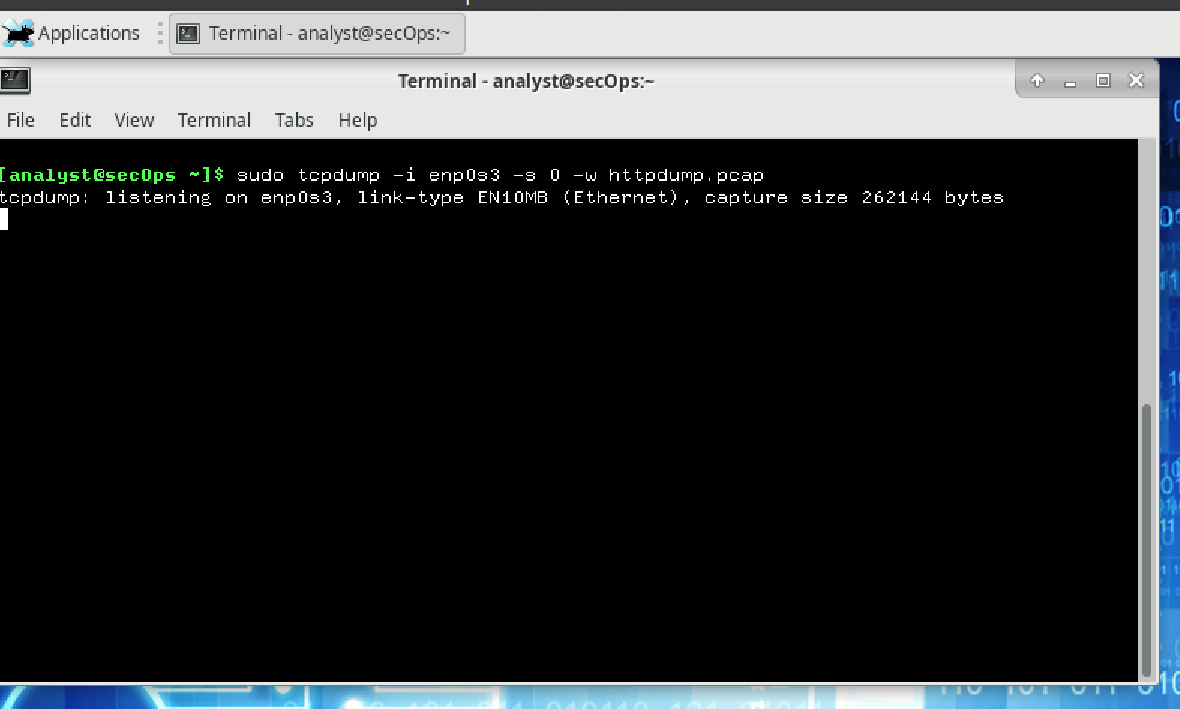 Applications Terminal - analyst@secOps:~
Terminal - analyst@secOps:~
File Edit View Terminal Tabs Help
[analyst@secOps ~]$ sudo tcpdump -i enp0s3 -s 0 -w httpdump.pcap
tcpdump: listening on enp0s3, link-type EN10MB (Ethernet), capture size 262144 bytes